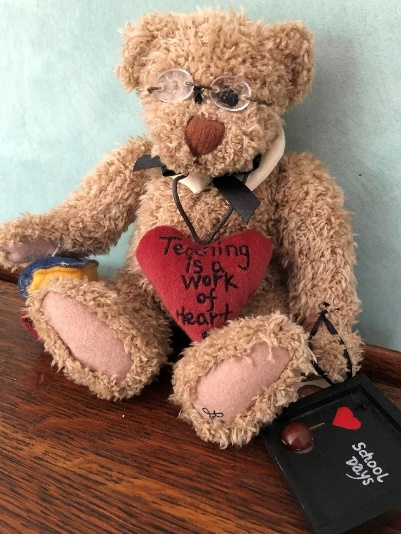 Teaching
is a
work
of
Heart
School
Days